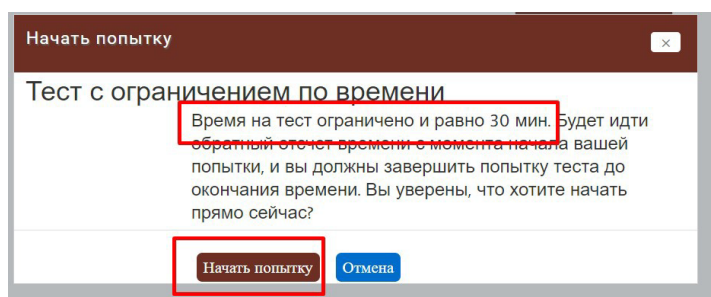 Начать попытку
×
Тест с ограничением по времени
Время на тест ограничено и равно 30 мин. Будет идти
обратный отсчет времени с момента начала вашей
попытки, и вы должны завершить попытку теста до
окончания времени. Вы уверены, что хотите начать
прямо сейчас?
Начать попытку Отмена